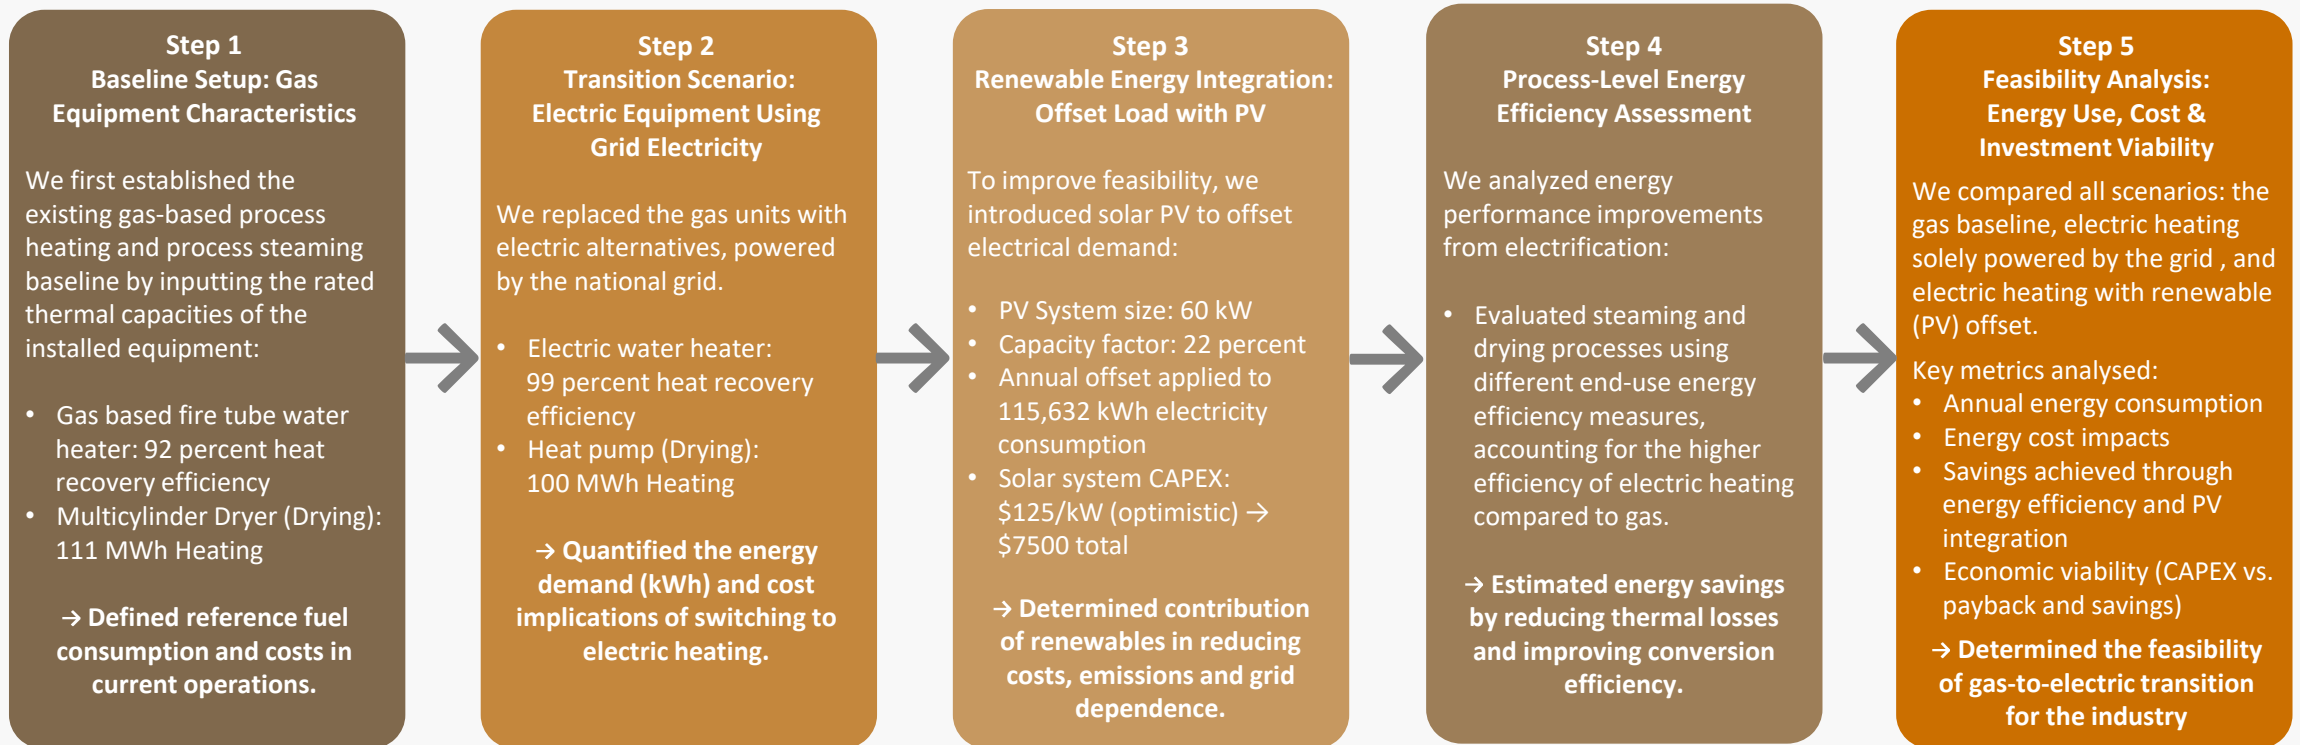 Step 1
Baseline Setup: Gas
Equipment Characteristics
We first established the
existing gas-based process
heating and process steaming
baseline by inputting the rated
thermal capacities of the
installed equipment:
• Gas based fire tube water
heater: 92 percent heat
recovery efficiency
• Multicylinder Dryer (Drying):
111 MWh Heating
→ Defined reference fuel
consumption and costs in
current operations.
Step 2
Transition Scenario:
Electric Equipment Using
Grid Electricity
We replaced the gas units with
electric alternatives, powered
by the national grid.
• Electric water heater:
99 percent heat recovery
efficiency
• Heat pump (Drying):
100 MWh Heating
→ Quantified the energy
demand (kWh) and cost
implications of switching to
electric heating.
Step 3
Renewable Energy Integration:
Offset Load with PV
To improve feasibility, we
introduced solar PV to offset
electrical demand:
• PV System size: 60 kW
• Capacity factor: 22 percent
• Annual offset applied to
115,632 kWh electricity
consumption
• Solar system CAPEX:
$125/kW (optimistic) →
$7500 total
→ Determined contribution
of renewables in reducing
costs, emissions and grid
dependence.
Step 4
Process-Level Energy
Efficiency Assessment
We analyzed energy
performance improvements
from electrification:
• Evaluated steaming and
drying processes using
different end-use energy
efficiency measures,
accounting for the higher
efficiency of electric heating
compared to gas.
→ Estimated energy savings
by reducing thermal losses
and improving conversion
efficiency.
Step 5
Feasibility Analysis:
Energy Use, Cost &
Investment Viability
We compared all scenarios: the
gas baseline, electric heating
solely powered by the grid , and
electric heating with renewable
(PV) offset.
Key metrics analysed:
• Annual energy consumption
• Energy cost impacts
• Savings achieved through
energy efficiency and PV
integration
• Economic viability (CAPEX vs.
payback and savings)
→ Determined the feasibility
of gas-to-electric transition
for the industry